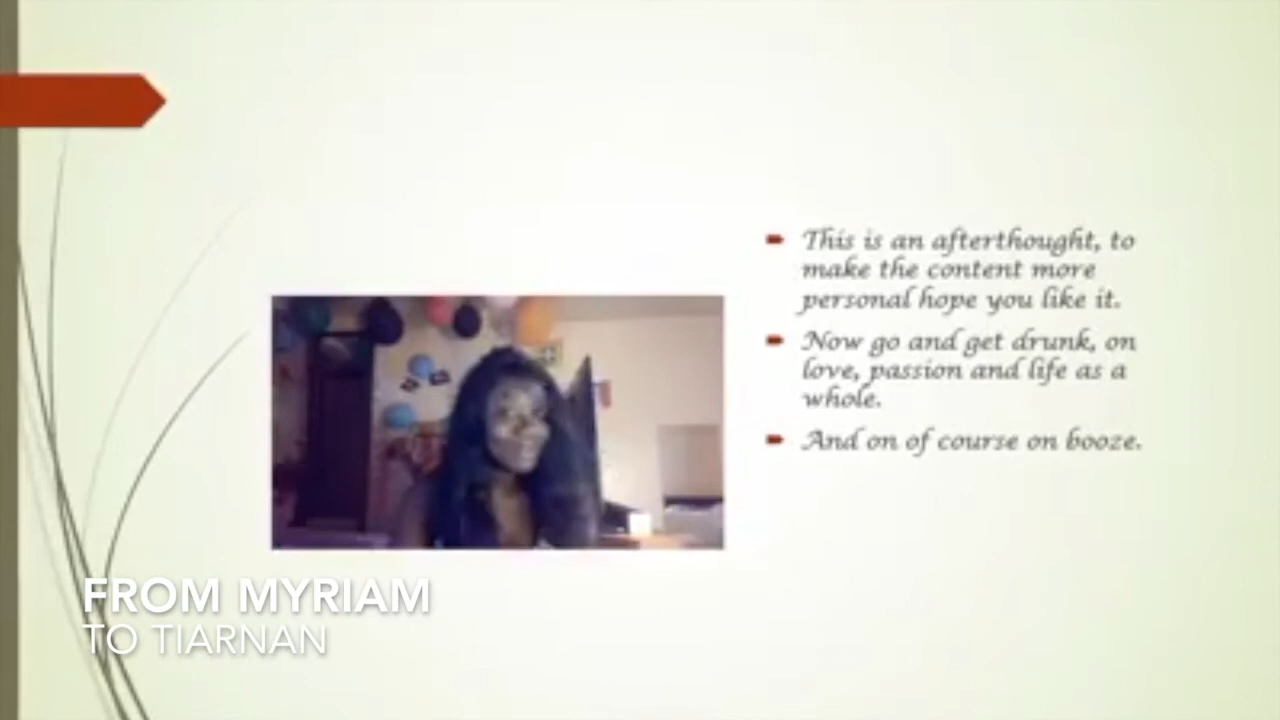 This is an afterthought, to
make the content more
personal hope you like it.
Now go and get drunk, on
love, passion and life as a
whole.
And on of course on booze.
FROM MYRIAM
TO TIARNAN